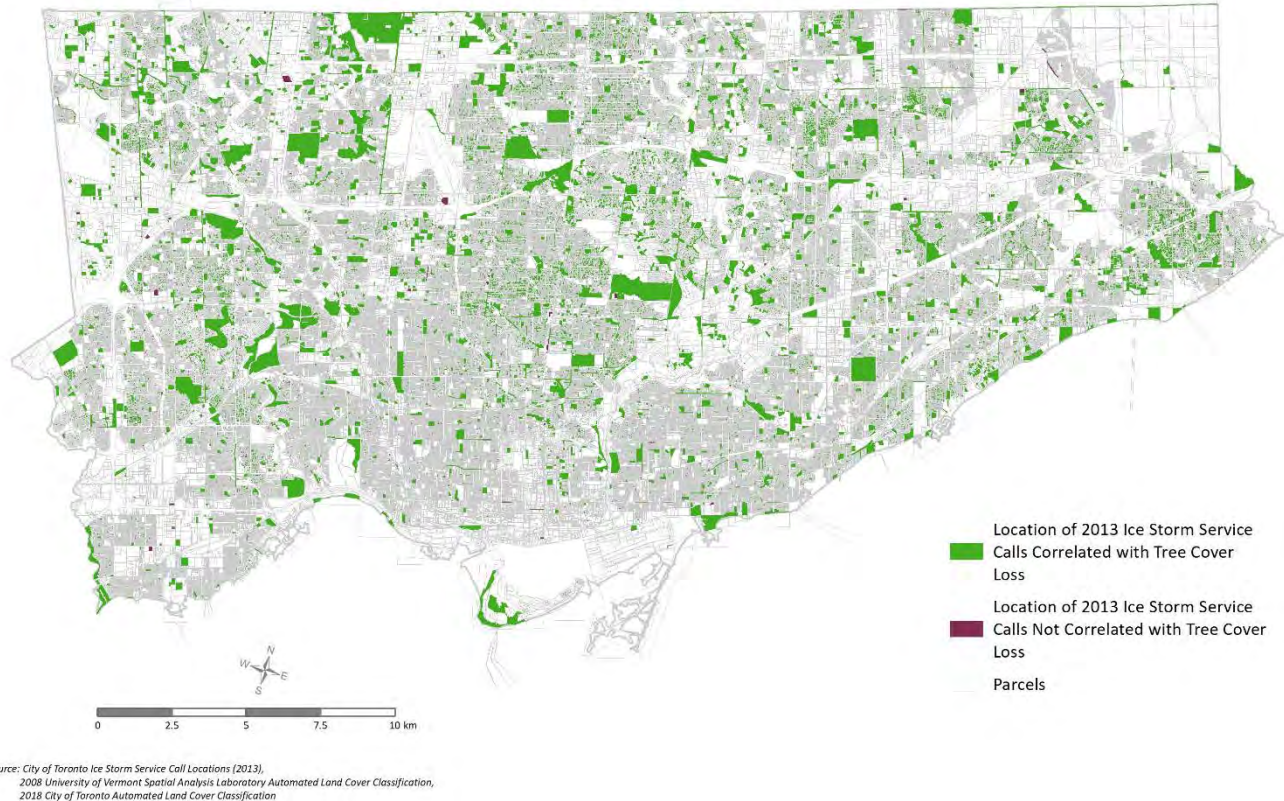 Location of 2013 Ice Storm Service
Calls Correlated with Tree Cover
Loss
Location of 2013 Ice Storm Service
Calls Not Correlated with Tree Cover
Loss
Parcels
N
W
E
S
0 2.5 5 7.5 10 km
urce: City of Toronto Ice Storm Service Call Locations (2013),
2008 University of Vermont Spatial Analysis Laboratory Automated Land Cover Classification,
2018 City of Toronto Automated Land Cover Classification